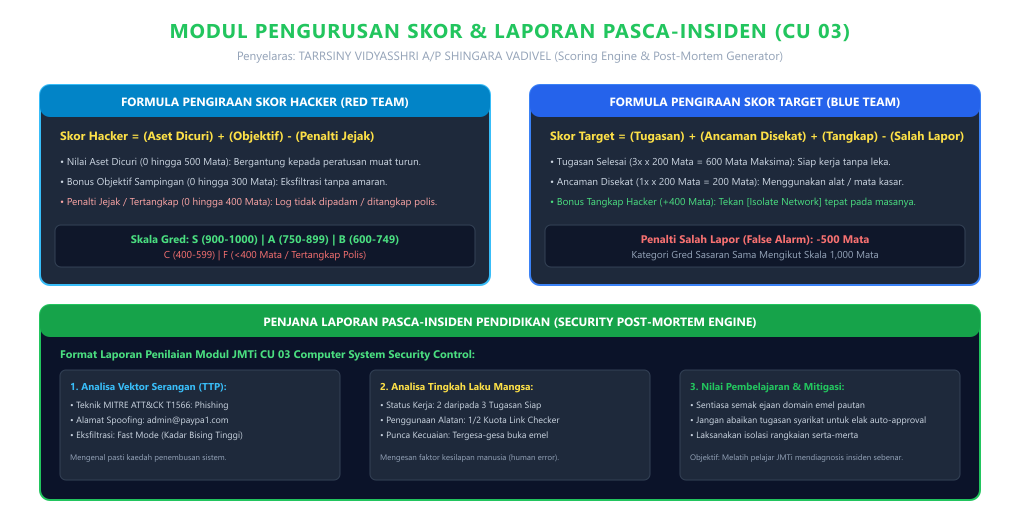 MODUL PENGURUSAN SKOR & LAPORAN PASCA-INSIDEN (CU 03)
Penyelaras: TARRSINY VIDYASSHRI A/P SHINGARA VADIVEL (Scoring Engine & Post-Mortem Generator)
FORMULA PENGIRAAN SKOR HACKER (RED TEAM)
Skor Hacker = (Aset Dicuri) + (Objektif) - (Penalti Jejak)
• Nilai Aset Dicuri (0 hingga 500 Mata): Bergantung kepada peratusan muat turun.
• Bonus Objektif Sampingan (0 hingga 300 Mata): Eksfiltrasi tanpa amaran.
• Penalti Jejak / Tertangkap (0 hingga 400 Mata): Log tidak dipadam / ditangkap polis.
Skala Gred: S (900-1000) | A (750-899) | B (600-749)
C (400-599) | F (<400 Mata / Tertangkap Polis)
FORMULA PENGIRAAN SKOR TARGET (BLUE TEAM)
Skor Target = (Tugasan) + (Ancaman Disekat) + (Tangkap) - (Salah Lapor)
• Tugasan Selesai (3x x 200 Mata = 600 Mata Maksima): Siap kerja tanpa leka.
• Ancaman Disekat (1x x 200 Mata = 200 Mata): Menggunakan alat / mata kasar.
• Bonus Tangkap Hacker (+400 Mata): Tekan [Isolate Network] tepat pada masanya.
Penalti Salah Lapor (False Alarm): -500 Mata
Kategori Gred Sasaran Sama Mengikut Skala 1,000 Mata
PENJANA LAPORAN PASCA-INSIDEN PENDIDIKAN (SECURITY POST-MORTEM ENGINE)
Format Laporan Penilaian Modul JMTi CU 03 Computer System Security Control:
1. Analisa Vektor Serangan (TTP):
• Teknik MITRE ATT&CK T1566: Phishing
• Alamat Spoofing: admin@paypa1.com
• Eksfiltrasi: Fast Mode (Kadar Bising Tinggi)
Mengenal pasti kaedah penembusan sistem.
2. Analisa Tingkah Laku Mangsa:
• Status Kerja: 2 daripada 3 Tugasan Siap
• Penggunaan Alatan: 1/2 Kuota Link Checker
• Punca Kecuaian: Tergesa-gesa buka emel
Mengesan faktor kesilapan manusia (human error).
3. Nilai Pembelajaran & Mitigasi:
• Sentiasa semak ejaan domain emel pautan
• Jangan abaikan tugasan syarikat untuk elak auto-approval
• Laksanakan isolasi rangkaian serta-merta
Objektif: Melatih pelajar JMTi mendiagnosis insiden sebenar.